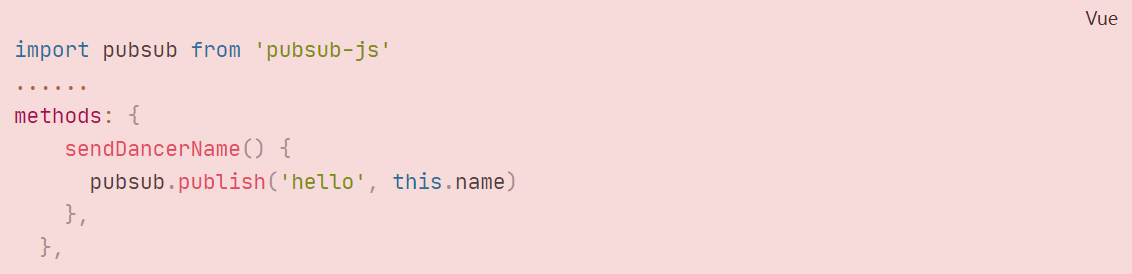 Vue
import pubsub from 'pubsub-js'
......
methods: {
    sendDancerName() {
      pubsub.publish('hello', this.name)
    },
  },